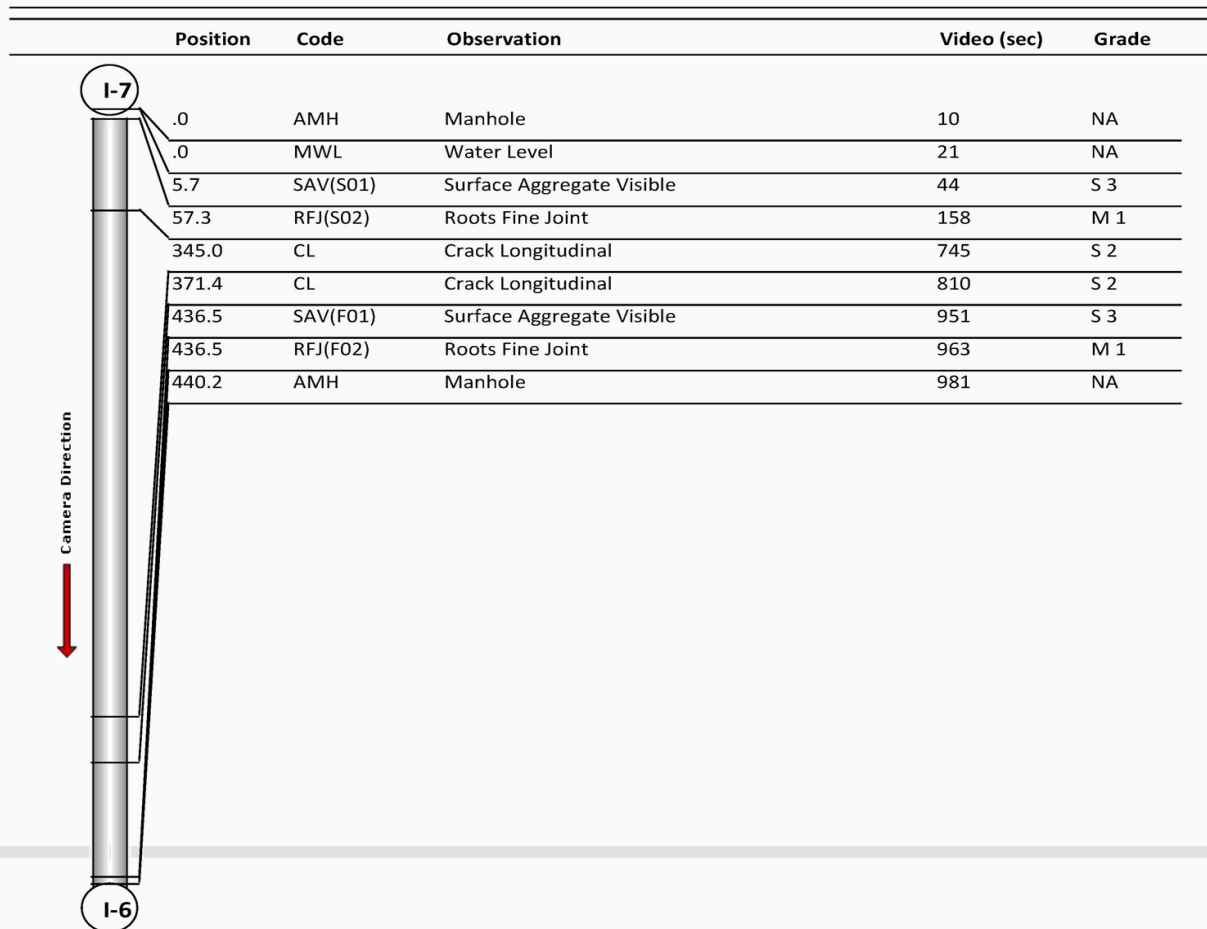 Position Code Observation Video (sec) Grade
I-7
.0 AMH Manhole 10 NA
.0 MWL Water Level 21 NA
5.7 SAV(S01) Surface Aggregate Visible 44 S 3
57.3 RFJ(S02) Roots Fine Joint 158 M 1
345.0 CL Crack Longitudinal 745 S 2
371.4 CL Crack Longitudinal 810 S 2
436.5 SAV(F01) Surface Aggregate Visible 951 S 3
436.5 RFJ(F02) Roots Fine Joint 963 M 1
440.2 AMH Manhole 981 NA
Camera Direction
I-6